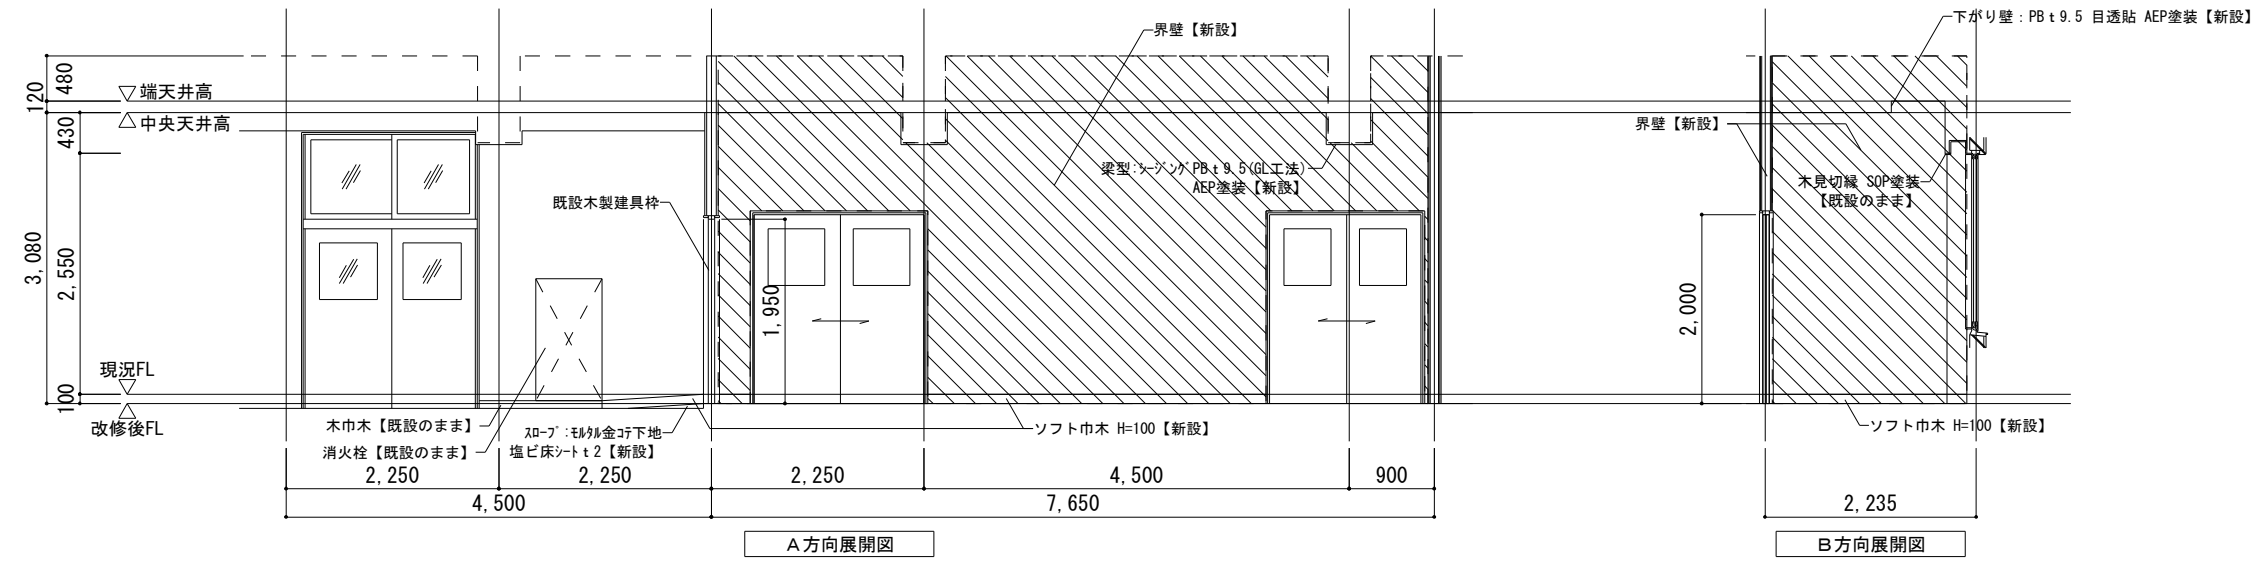 下がり壁：PBｔ9.5 目透貼 AEP塗装【新設】
界壁【新設】
480
120
端天井高
中央天井高
430
界壁【新設】
梁型:ｼｰｼﾞﾝｸﾞPBｔ9.5(GL工法)
AEP塗装【新設】
木見切縁 SOP塗装
【既設のまま】
既設木製建具枠
3,080
2,550
1,950
2,000
現況FL
100
改修後FL
木巾木【既設のまま】
消火栓【既設のまま】
ｽﾛｰﾌﾟ:ﾓﾙﾀﾙ金ｺﾃ下地
塩ビ床ｼｰﾄｔ2【新設】
ソフト巾木 H=100【新設】
ソフト巾木 H=100【新設】
2,250
2,250
2,250
4,500
900
4,500
7,650
2,235
Ａ方向展開図
Ｂ方向展開図